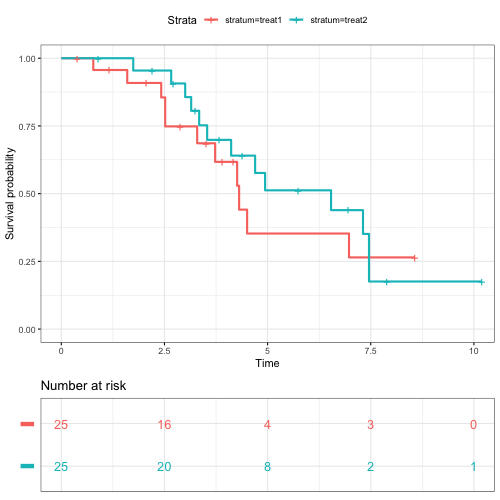 Strata stratum=treat1 stratum=treat2
1.00
0.75
0.50
0.25
0.00
Survival probability
0 2.5 5 7.5 10
Time
Number at risk
25 16 4 3 0
25 20 8 2 1